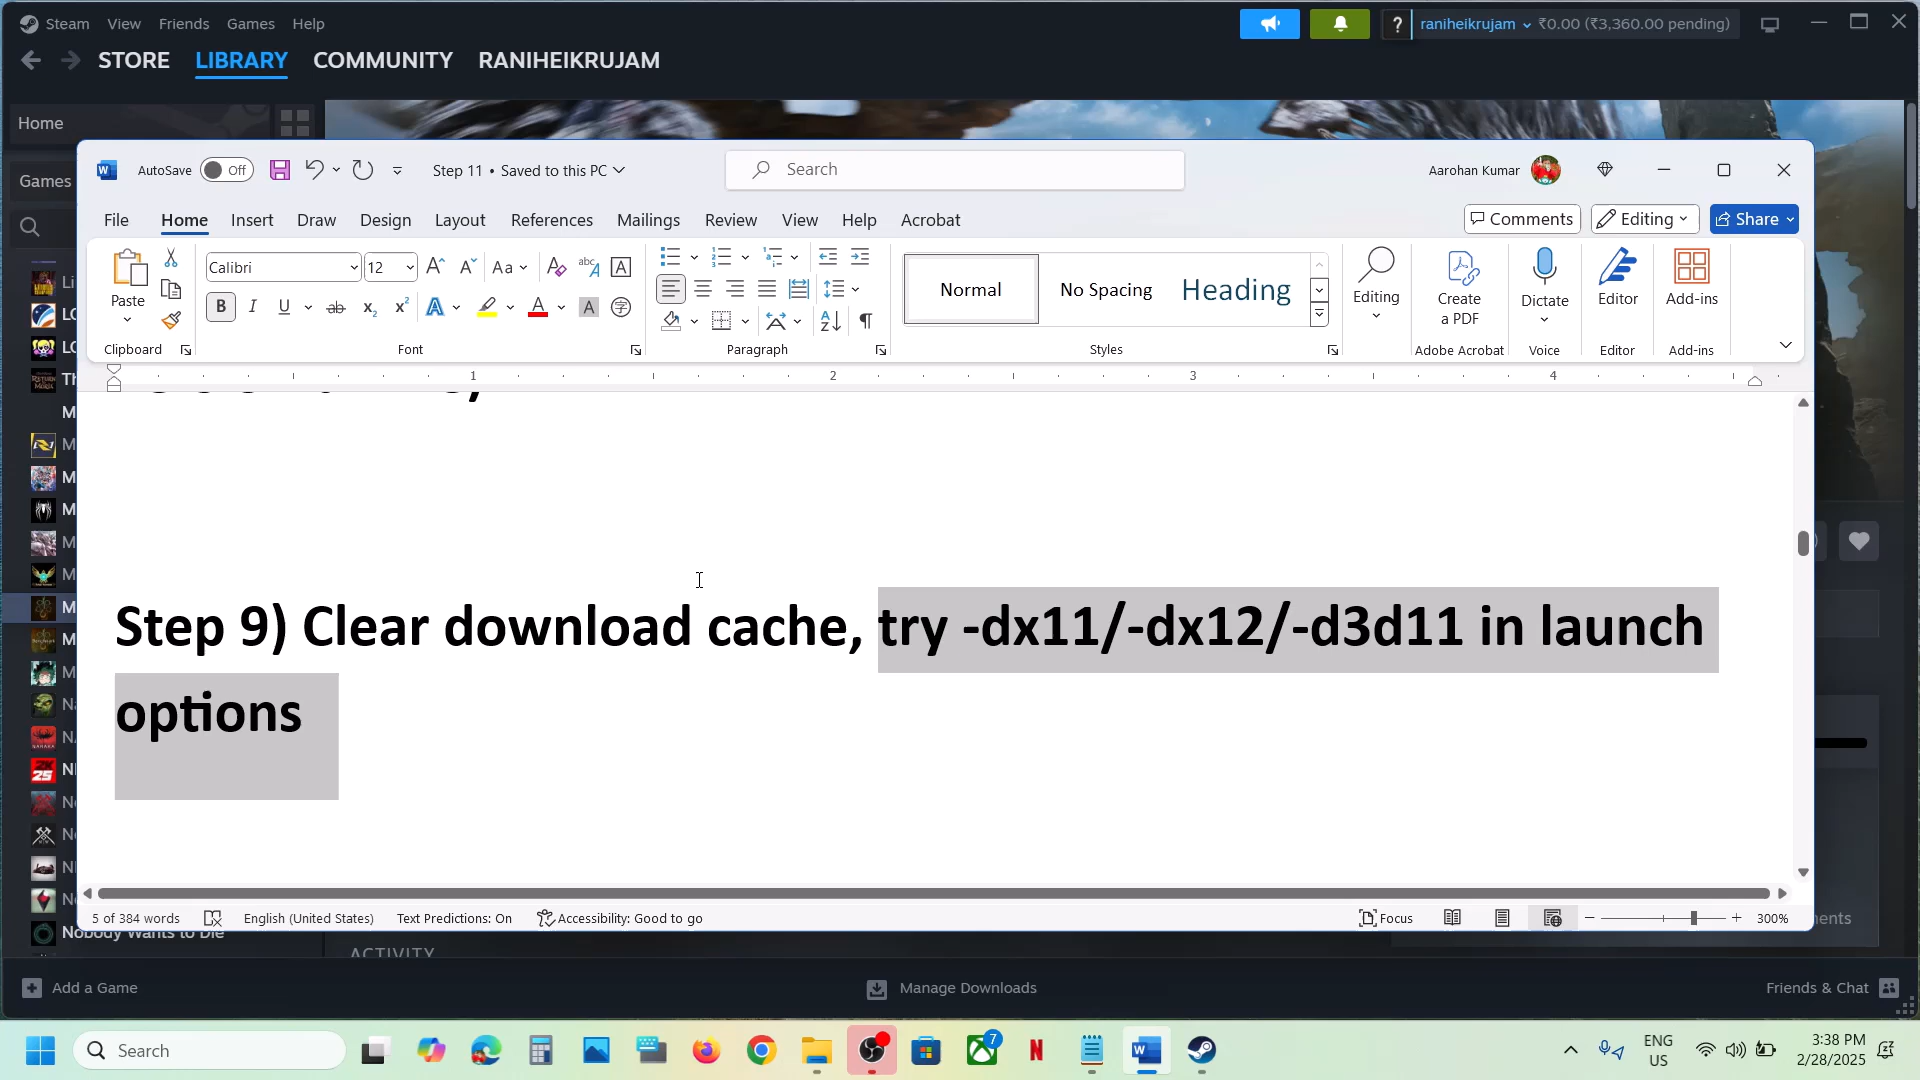 Steam View Friends Games Help
raniheikrujam ₹0.00 (₹3,360.00 pending)
STORE LIBRARY COMMUNITY RANIHEIKRUJAM
Home
Games
AutoSave Off
Step 11 • Saved to this PC
Search
Aarohan Kumar
File Home Insert Draw Design Layout References Mailings Review View Help Acrobat
Comments Editing Share
Paste
Calibri 12
Normal No Spacing Heading
Editing
Create
a PDF
Dictate
Editor
Add-ins
Clipboard Font Paragraph Styles Adobe Acrobat Voice Editor Add-ins
1 2 3 4
Step 9) Clear download cache, try -dx11/-dx12/-d3d11 in launch
options
5 of 384 words English (United States) Text Predictions: On Accessibility: Good to go Focus 300%
Nobody Wants to Die
ACTIVITY
Add a Game Manage Downloads Friends & Chat
Search
7
ENG
US
3:38 PM
2/28/2025